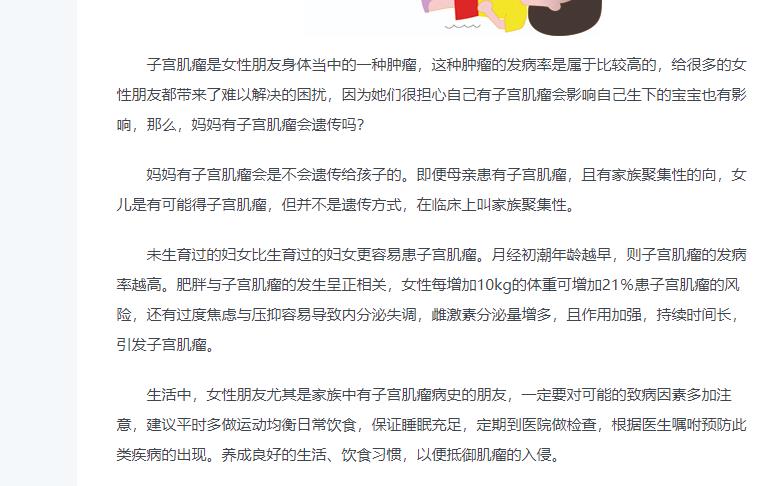 子宫肌瘤是女性朋友身体当中的一种肿瘤，这种肿瘤的发病率是属于比较高的，给很多的女
性朋友都带来了难以解决的困扰，因为她们很担心自己有子宫肌瘤会影响自己生下的宝宝也有影
响，那么，妈妈有子宫肌瘤会遗传吗？
妈妈有子宫肌瘤会是不会遗传给孩子的。即便母亲患有子宫肌瘤，且有家族聚集性的向，女
儿是有可能得子宫肌瘤，但并不是遗传方式，在临床上叫家族聚集性。
未生育过的妇女比生育过的妇女更容易患子宫肌瘤。月经初潮年龄越早，则子宫肌瘤的发病
率越高。肥胖与子宫肌瘤的发生呈正相关，女性每增加10kg的体重可增加21%患子宫肌瘤的风
险，还有过度焦虑与压抑容易导致内分泌失调，雌激素分泌量增多，且作用加强，持续时间长，
引发子宫肌瘤。
生活中，女性朋友尤其是家族中有子宫肌瘤病史的朋友，一定要对可能的致病因素多加注
意，建议平时多做运动均衡日常饮食，保证睡眠充足，定期到医院做检查，根据医生嘱咐预防此
类疾病的出现。养成良好的生活、饮食习惯，以便抵御肌瘤的入侵。